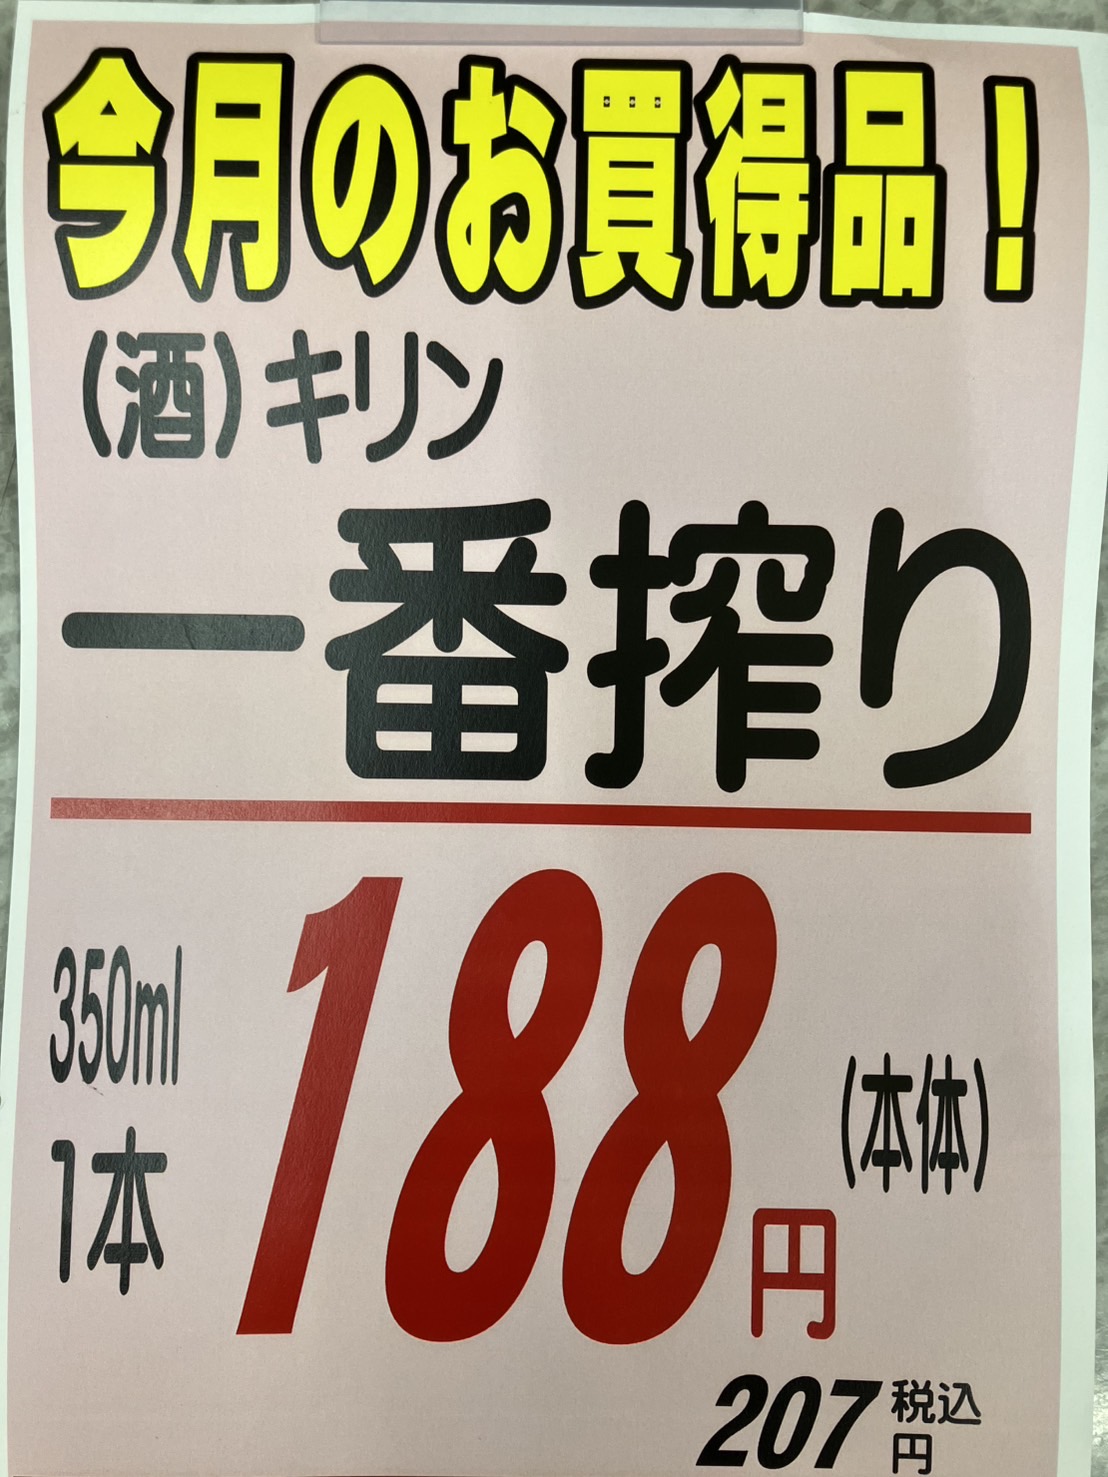 今月のお買得品！
（酒）キリン
一番搾り
350ml
1本
188円
（本体）
207税込円